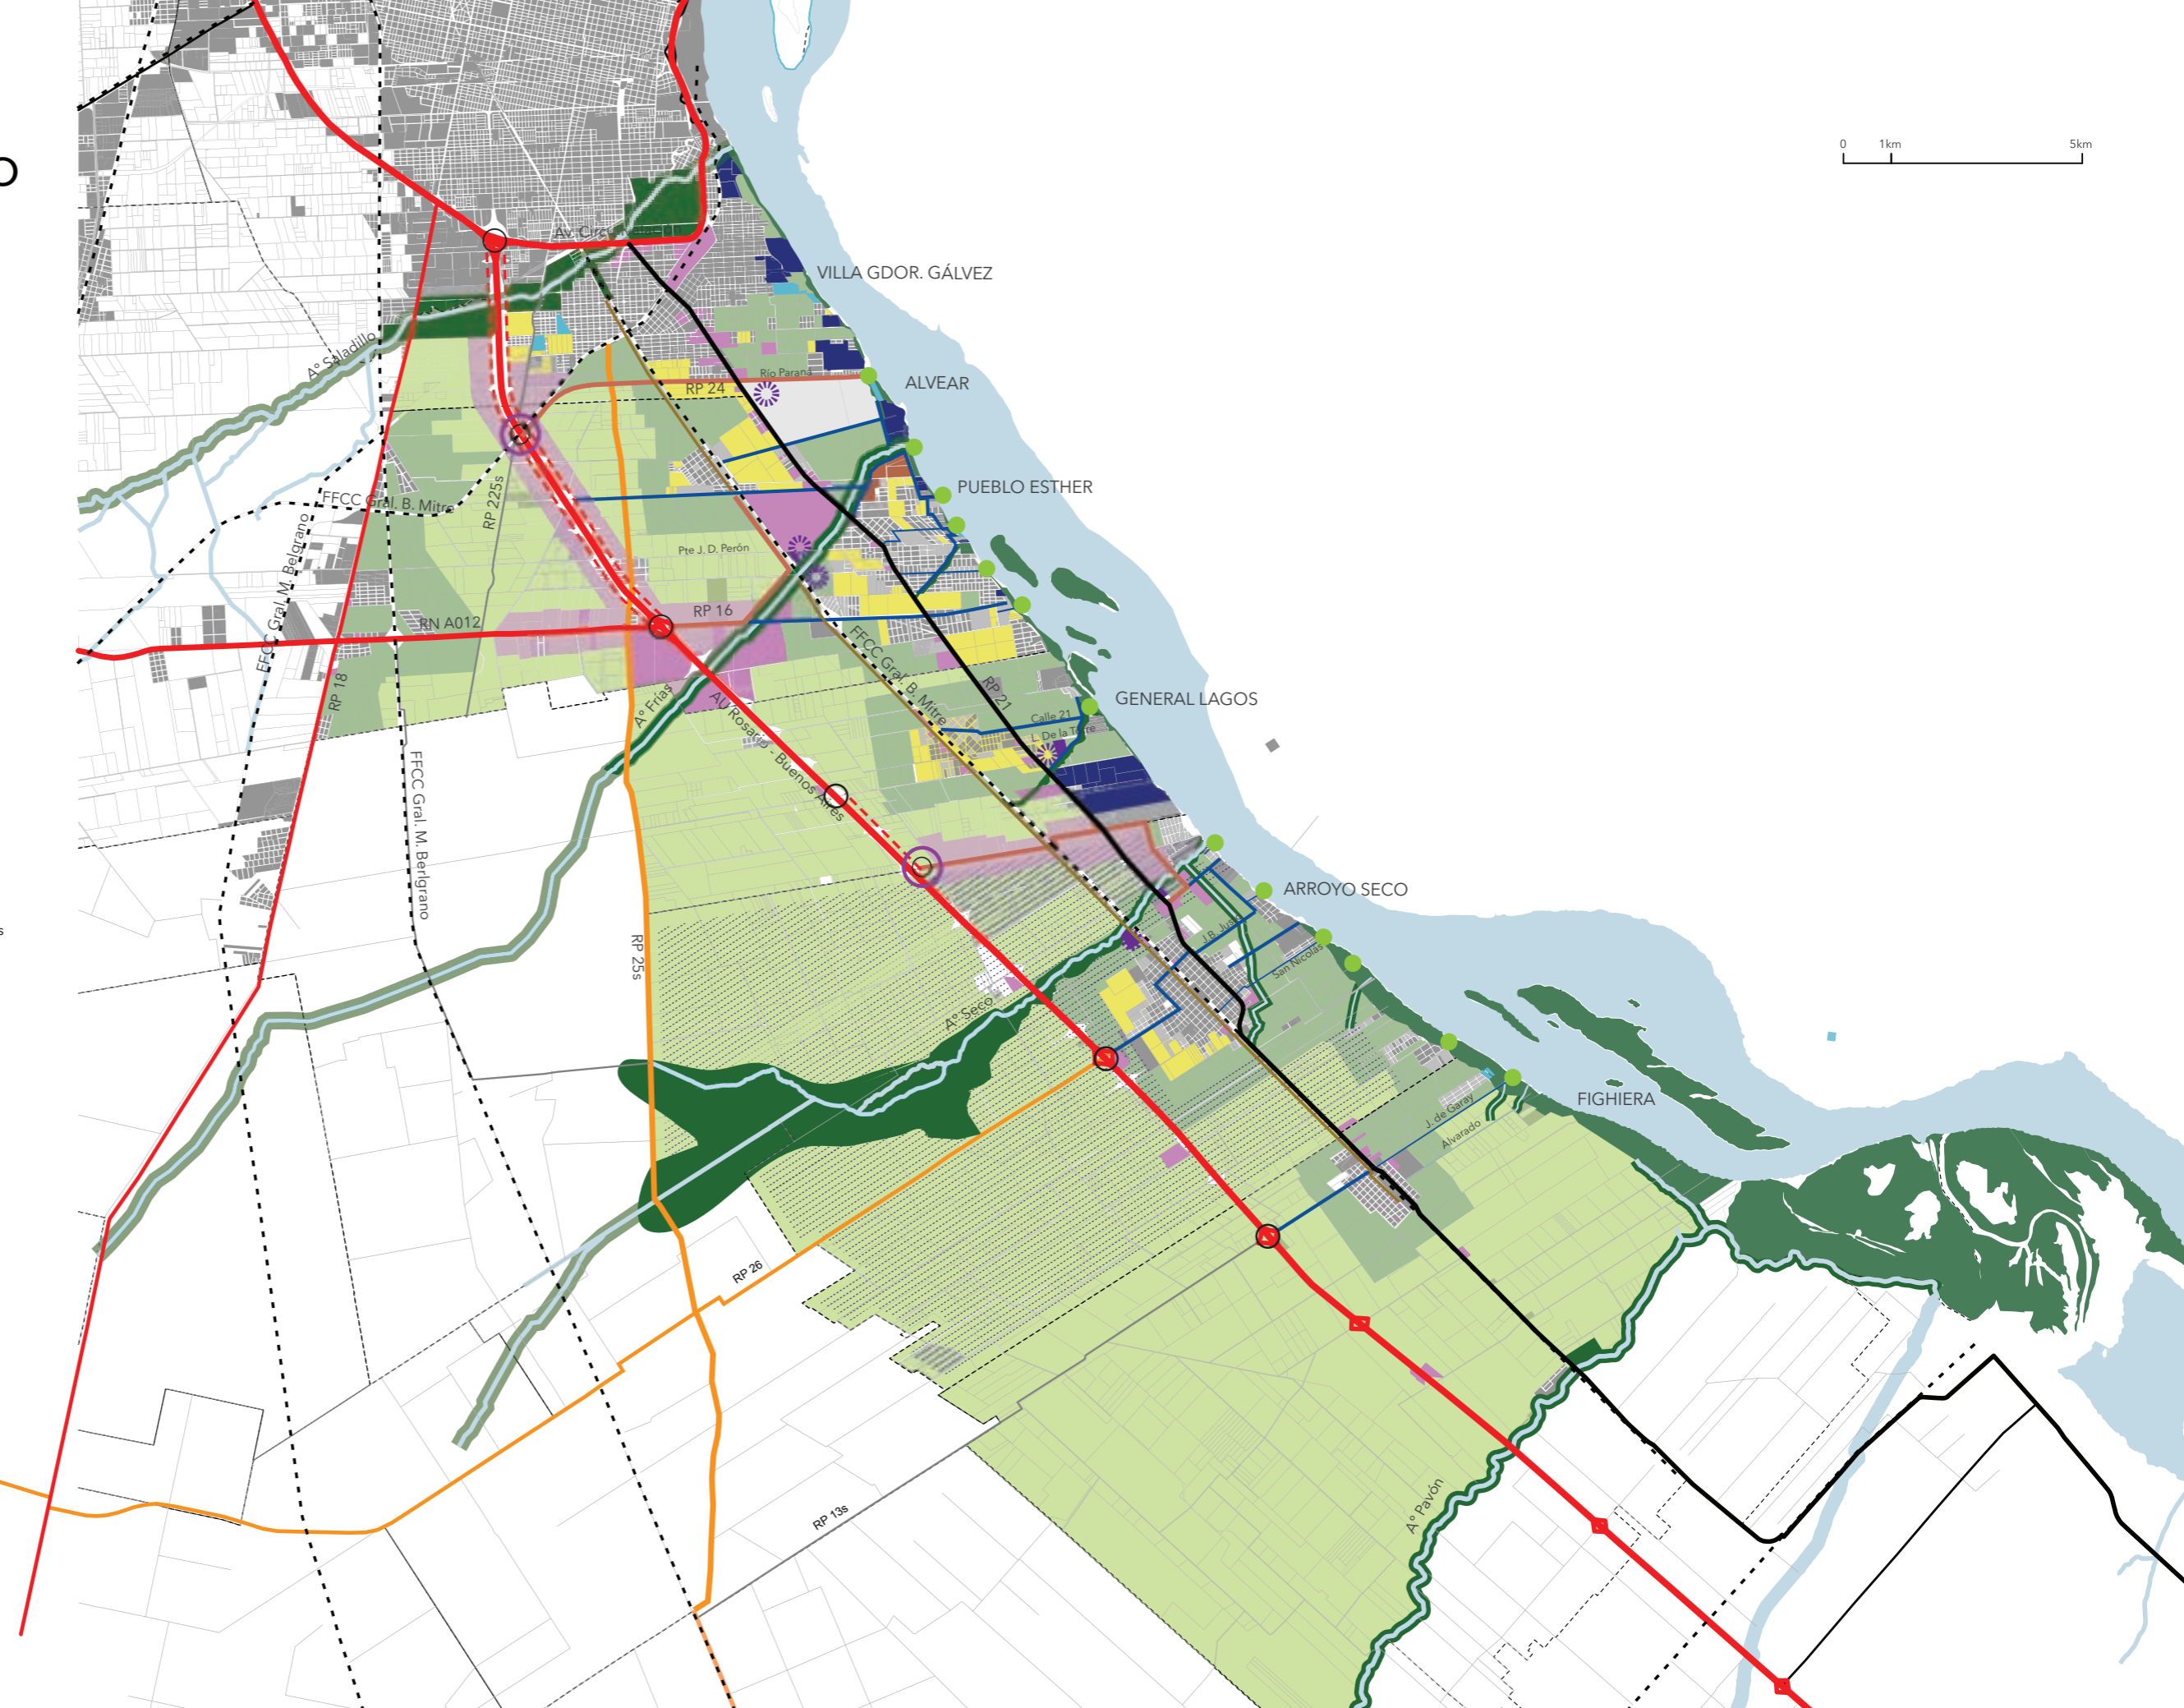 o
0 1km 5km
Av. Circ
VILLA GDOR. GÁLVEZ
A° Saladillo
Río Paraná
ALVEAR
RP 24
PUEBLO ESTHER
FFCC Gral. B. Mitre
RP 225s
FFCC Gral. M. Belgrano
Pte J. D. Perón
RP 16
RN A012
RP 18
A° Frías
FFCC Gral. B. Mitre
RP 21
GENERAL LAGOS
Calle 21
L. De la Torre
AU Rosario - Buenos Aires
FFCC Gral. M. Berlgrano
ARROYO SECO
s
J.B. Justo
RP 25s
San Nicolás
A° Seco
FIGHIERA
J. de Garay
Alvarado
RP 26
RP 13s
A° Pavón